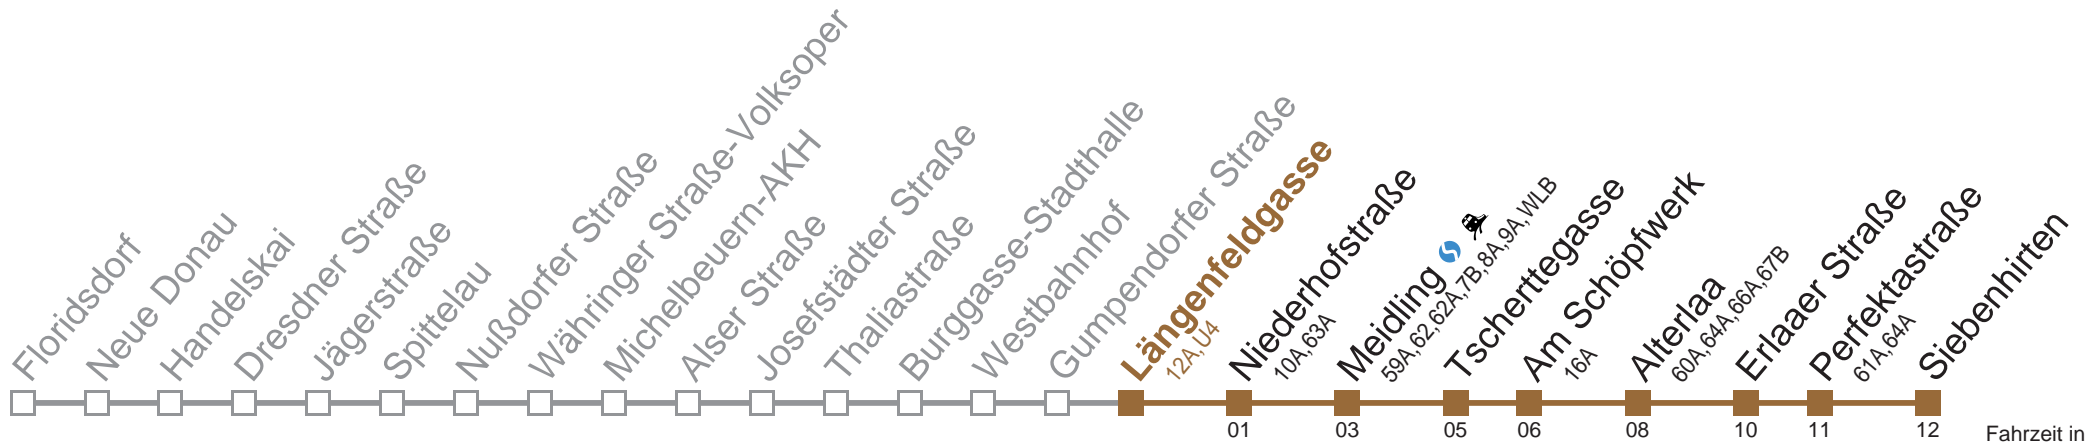 Floridsdorf
Neue Donau
Handelskai
Dresdner Straße
Jägerstraße
Spittelau
Nußdorfer Straße
Währinger Straße-Volksoper
Michelbeuern-AKH
Alser Straße
Josefstädter Straße
Thaliastraße
Burggasse-Stadthalle
Westbahnhof
Gumpendorfer Straße
Längenfeldgasse
12A,U4
Niederhofstraße
10A,63A
Meidling
59A,62,62A,7B,8A,9A,WLB
Tscherttegasse
Am Schöpfwerk
16A
Alterlaa
60A,64A,66A,67B
Erlaaer Straße
Perfektastraße
61A,64A
Siebenhirten
01 03 05 06 08 10 11 12
Fahrzeit in